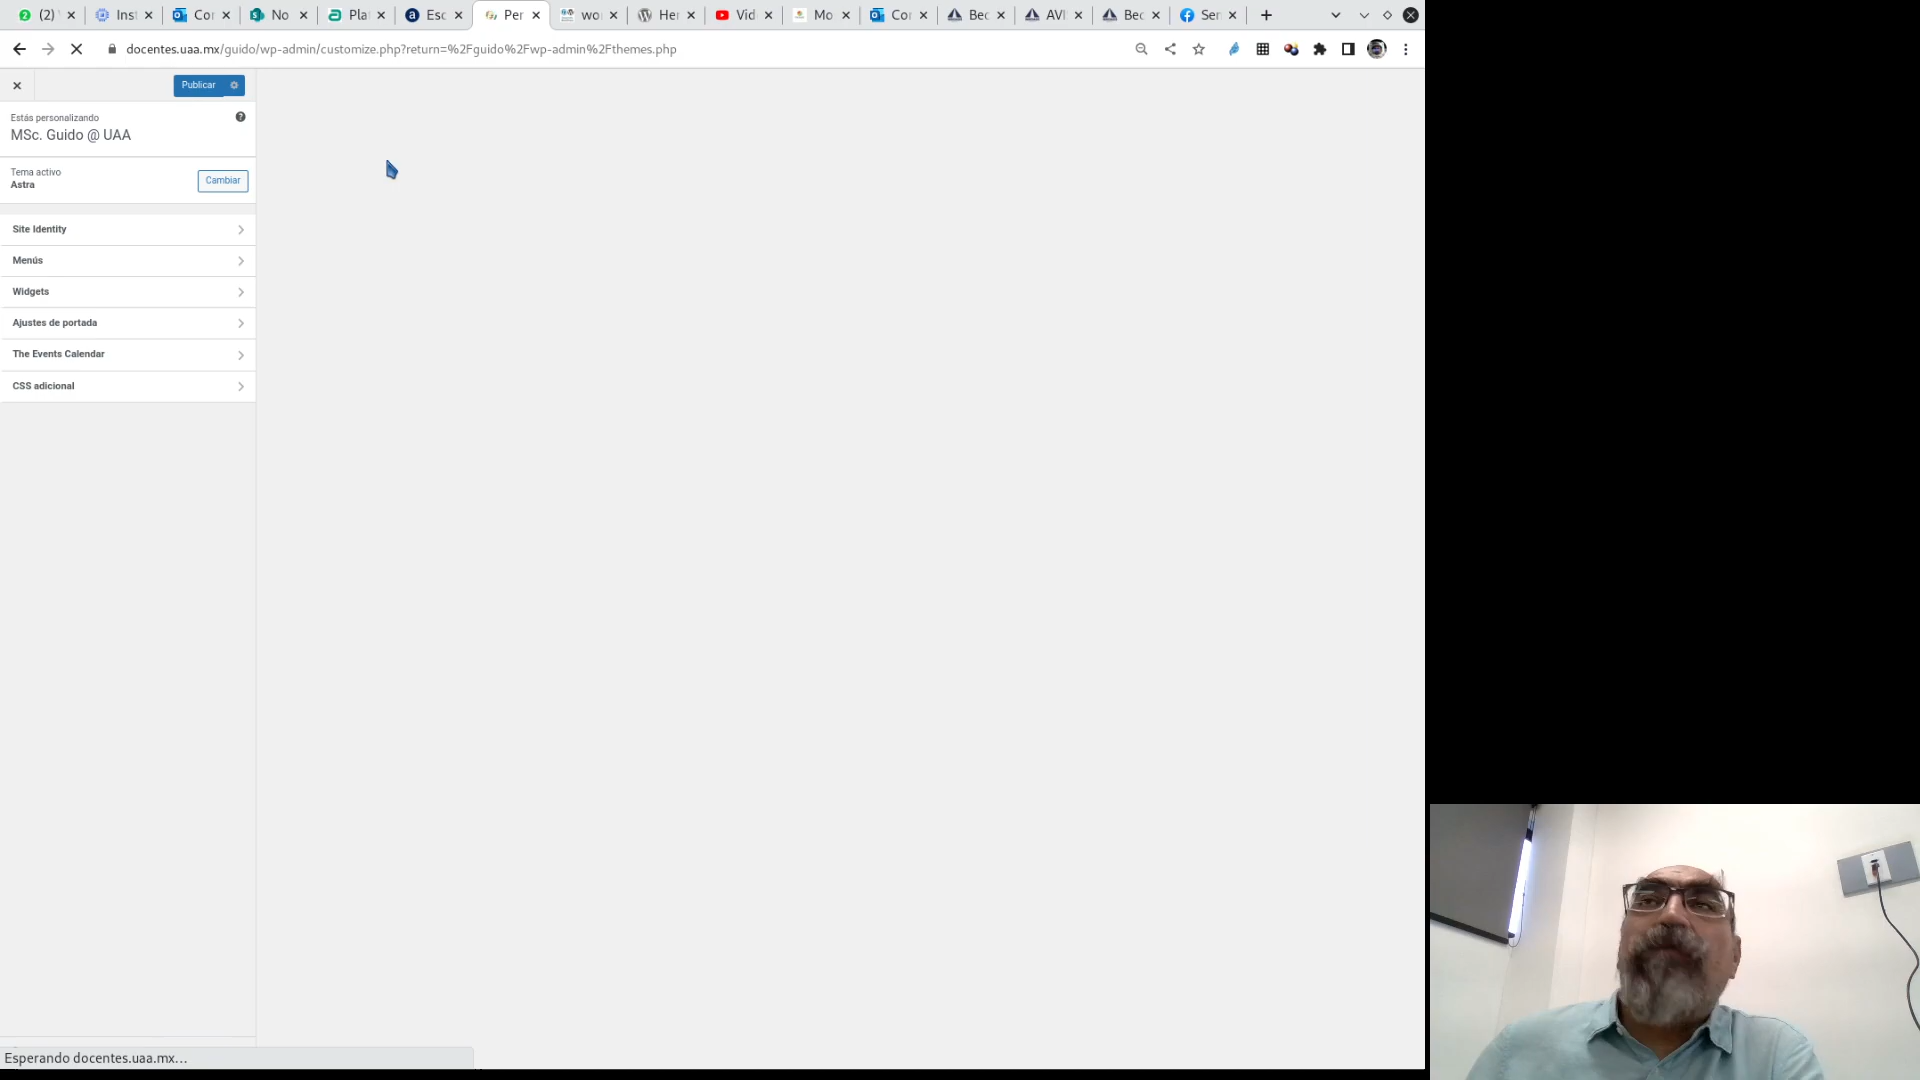 (2)
Inst
Cor
No
Pla
Esc
Per
wo
Her
Vid
Mo
Cor
Bec
AVI
Bec
Ser
docentes.uaa.mx/guido/wp-admin/customize.php?return=%2Fguido%2Fwp-admin%2Fthemes.php
Publicar
Estás personalizando
MSc. Guido @ UAA
Tema activo
Astra
Cambiar
Site Identity
Menús
Widgets
Ajustes de portada
The Events Calendar
CSS adicional
Esperando docentes.uaa.mx...